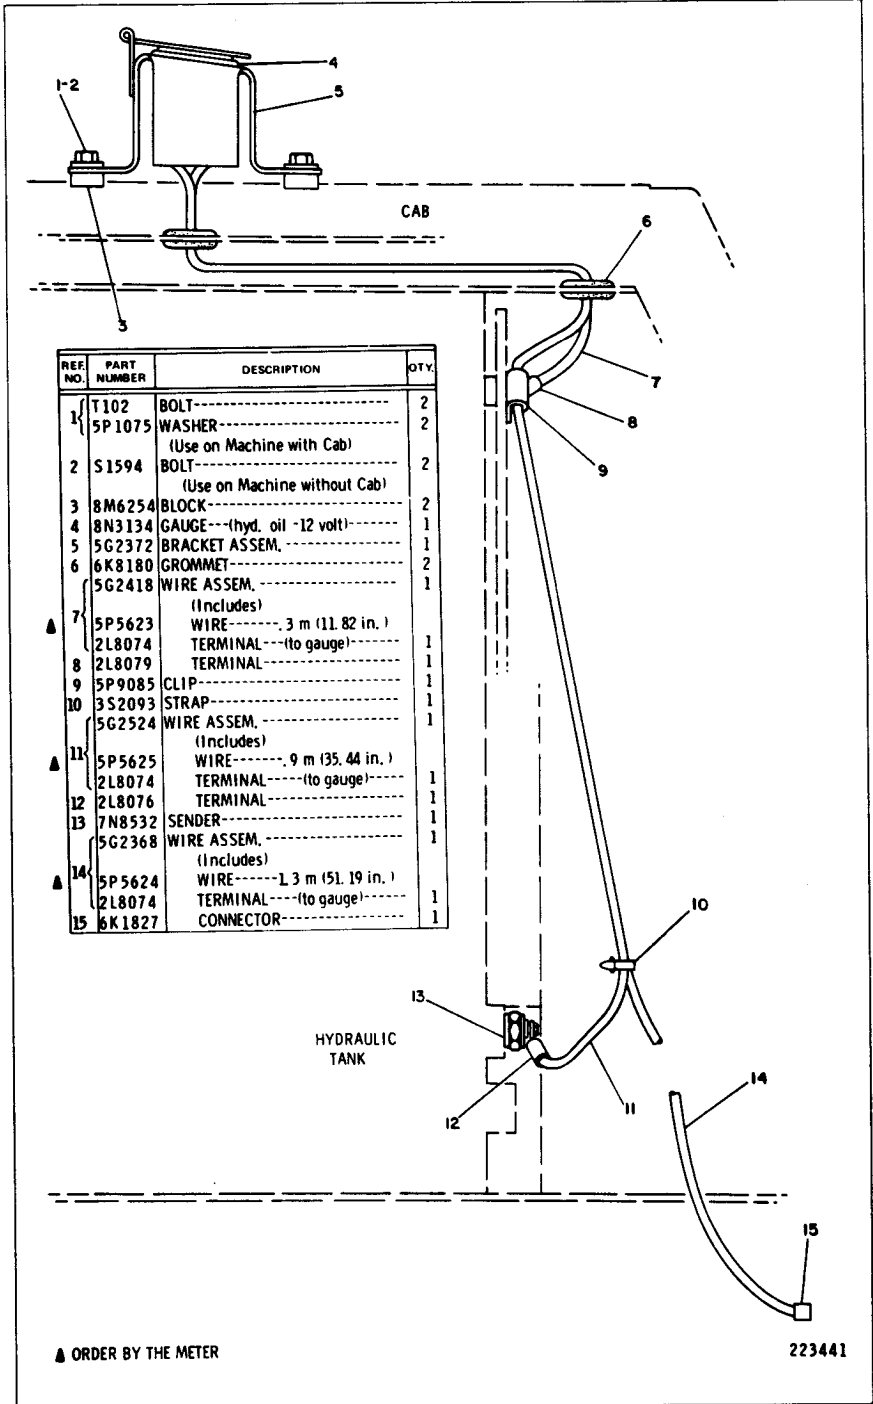 4
1-2
5
CAB
6
3
7
8
9
REF. NO. PART NUMBER DESCRIPTION QTY.
1 { T102 BOLT 2
5P1075 WASHER 2
(Use on Machine with Cab)
2 S1594 BOLT 2
(Use on Machine without Cab)
3 8M6254 BLOCK 2
4 8N3134 GAUGE---(hyd. oil -12 volt) 1
5 5G2372 BRACKET ASSEM. 1
6 6K8180 GROMMET 2
7 { 5G2418 WIRE ASSEM. 1
(Includes)
▲ 5P5623 WIRE-------.3 m (11.82 in.)
2L8074 TERMINAL---(to gauge) 1
8 2L8079 TERMINAL 1
9 5P9085 CLIP 1
10 3S2093 STRAP 1
11 { 5G2524 WIRE ASSEM. 1
(Includes)
▲ 5P5625 WIRE-------.9 m (35.44 in.)
2L8074 TERMINAL-----(to gauge) 1
12 2L8076 TERMINAL 1
13 7N8532 SENDER 1
14 { 5G2368 WIRE ASSEM. 1
(Includes)
▲ 5P5624 WIRE------1.3 m (51.19 in.)
2L8074 TERMINAL----(to gauge) 1
15 6K1827 CONNECTOR 1
10
13
HYDRAULIC
TANK
14
12
11
15
▲ ORDER BY THE METER
223441